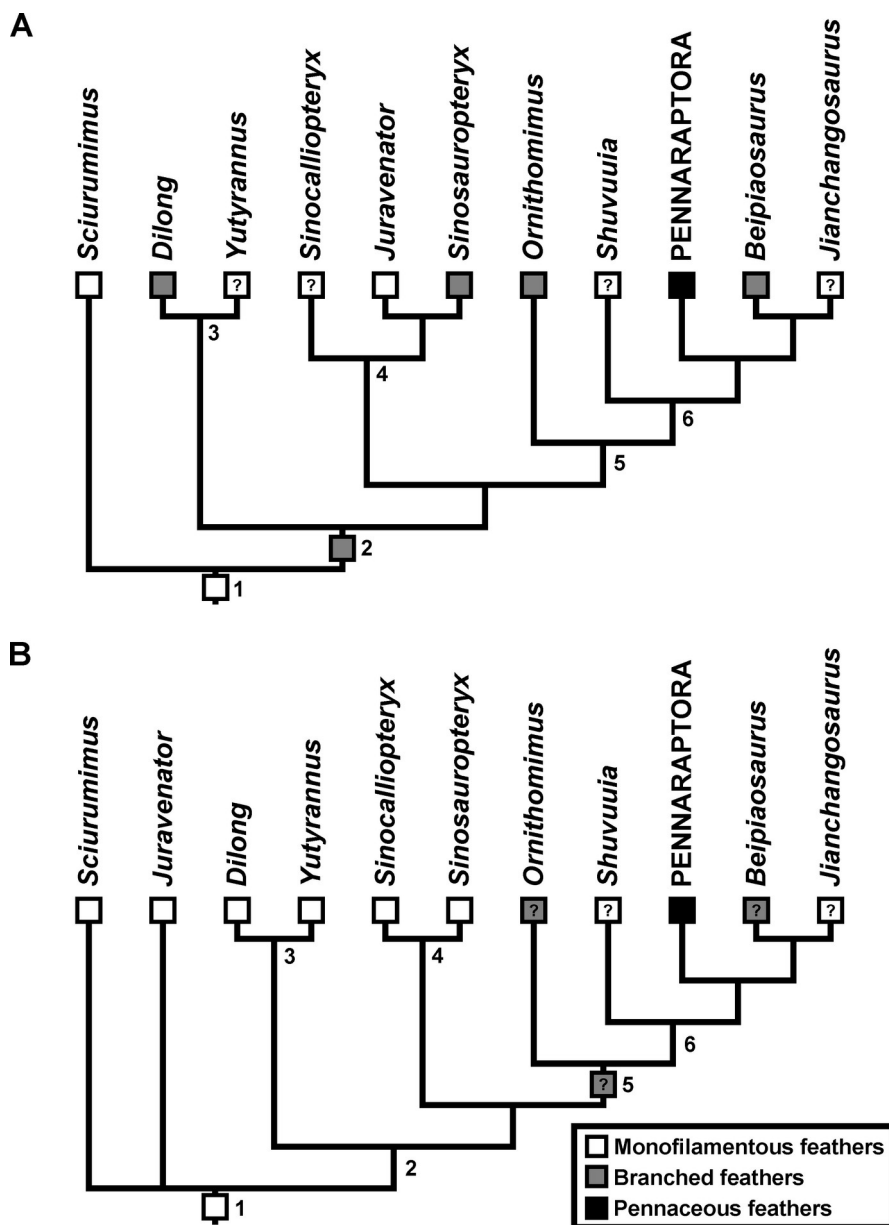 A
Sciurumimus
Dilong
Yutyrannus
Sinocalliopteryx
Juravenator
Sinosauropteryx
Ornithomimus
Shuvuuia
PENNARAPTORA
Beipiaosaurus
Jianchangosaurus
? ? ? ?
3
4
6
5
2
1
B
Sciurumimus
Juravenator
Dilong
Yutyrannus
Sinocalliopteryx
Sinosauropteryx
Ornithomimus
Shuvuuia
PENNARAPTORA
Beipiaosaurus
Jianchangosaurus
? ? ? ?
3
4
6
? 5
2
1
Monofilamentous feathers
Branched feathers
Pennaceous feathers